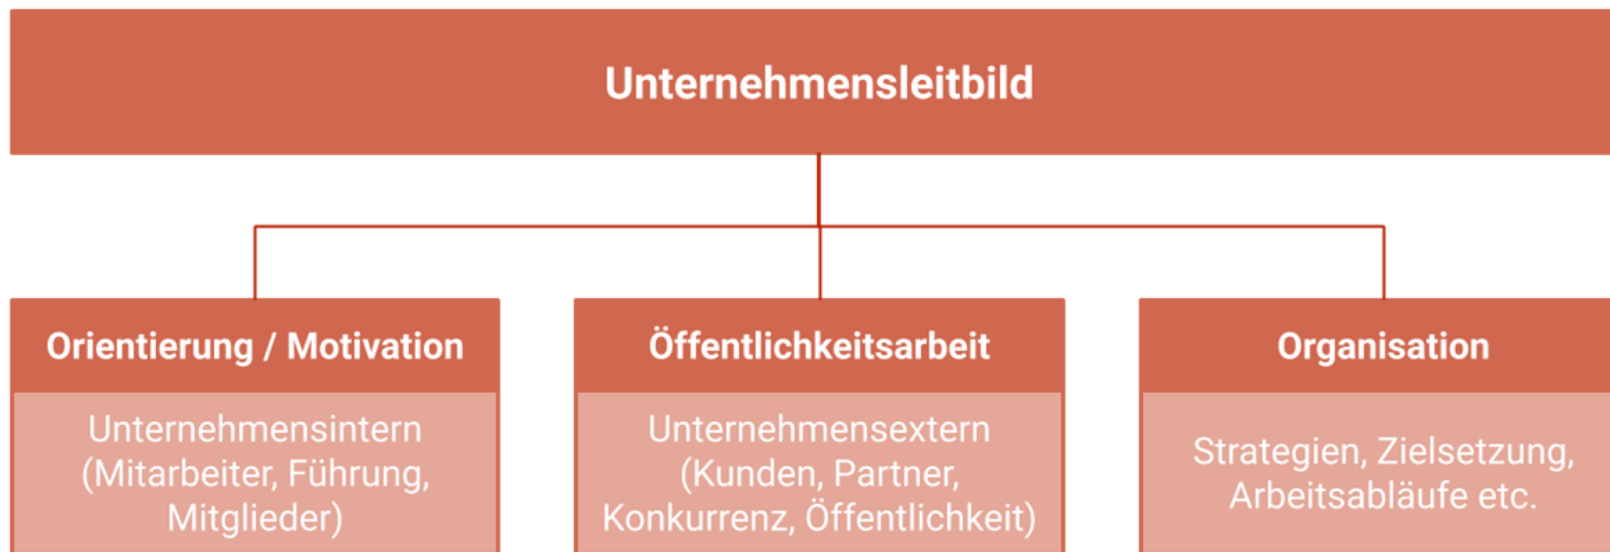 Unternehmensleitbild
Orientierung / Motivation
Unternehmensintern
(Mitarbeiter, Führung,
Mitglieder)
Öffentlichkeitsarbeit
Unternehmensextern
(Kunden, Partner,
Konkurrenz, Öffentlichkeit)
Organisation
Strategien, Zielsetzung,
Arbeitsabläufe etc.